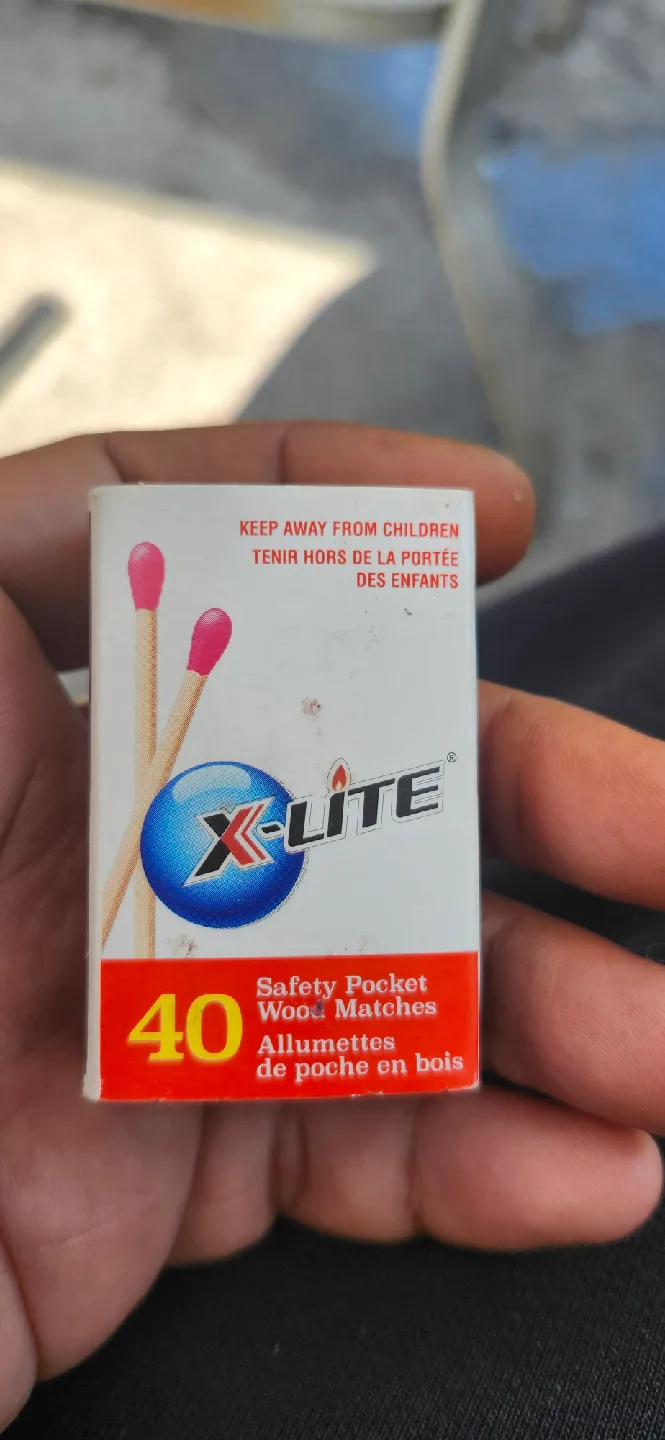 KEEP AWAY FROM CHILDREN
TENIR HORS DE LA PORTÉE
DES ENFANTS
X-LITE®
40
Safety Pocket
Wood Matches
Allumettes
de poche en bois